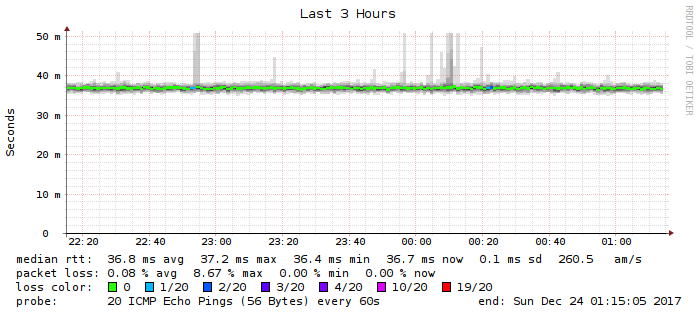 Last 3 Hours
RRDTOOL / TOBI OETIKER
Seconds
50 m
40 m
30 m
20 m
10 m
0
22:20 22:40 23:00 23:20 23:40 00:00 00:20 00:40 01:00
median rtt: 36.8 ms avg 37.2 ms max 36.4 ms min 36.7 ms now 0.1 ms sd 260.5 am/s
packet loss: 0.08 % avg 8.67 % max 0.00 % min 0.00 % now
loss color: 0 1/20 2/20 3/20 4/20 10/20 19/20
probe: 20 ICMP Echo Pings (56 Bytes) every 60s end: Sun Dec 24 01:15:05 2017